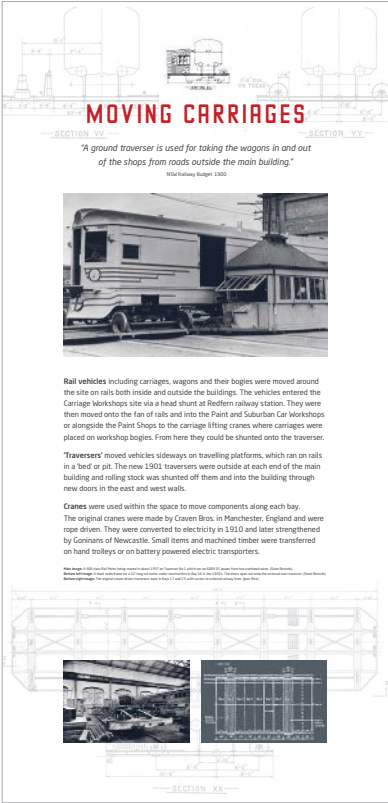 SECTION YY
SECTION YY
MOVING CARRIAGES
"A ground traverser is used for taking the wagons in and out
of the shops from roads outside the main building."
NSW Railway Budget 1900
Rail vehicles including carriages, wagons and their bogies were moved around
the site on rails both inside and outside the buildings. The vehicles entered the
Carriage Workshops site via a head shunt at Redfern railway station. They were
then moved onto the fan of rails and into the Paint and Suburban Car Workshops
or alongside the Paint Shops to the carriage lifting cranes where carriages were
placed on workshop bogies. From here they could be shunted onto the traverser.
'Traversers' moved vehicles sideways on travelling platforms, which ran on rails
in a 'bed' or pit. The new 1901 traversers were outside at each end of the main
building and rolling stock was shunted off them and into the building through
new doors in the east and west walls.
Cranes were used within the space to move components along each bay.
The original cranes were made by Craven Bros. in Manchester, England and were
rope driven. They were converted to electricity in 1910 and later strengthened
by Goninans of Newcastle. Small items and machined timber were transferred
on hand trolleys or on battery powered electric transporters.
SECTION XX